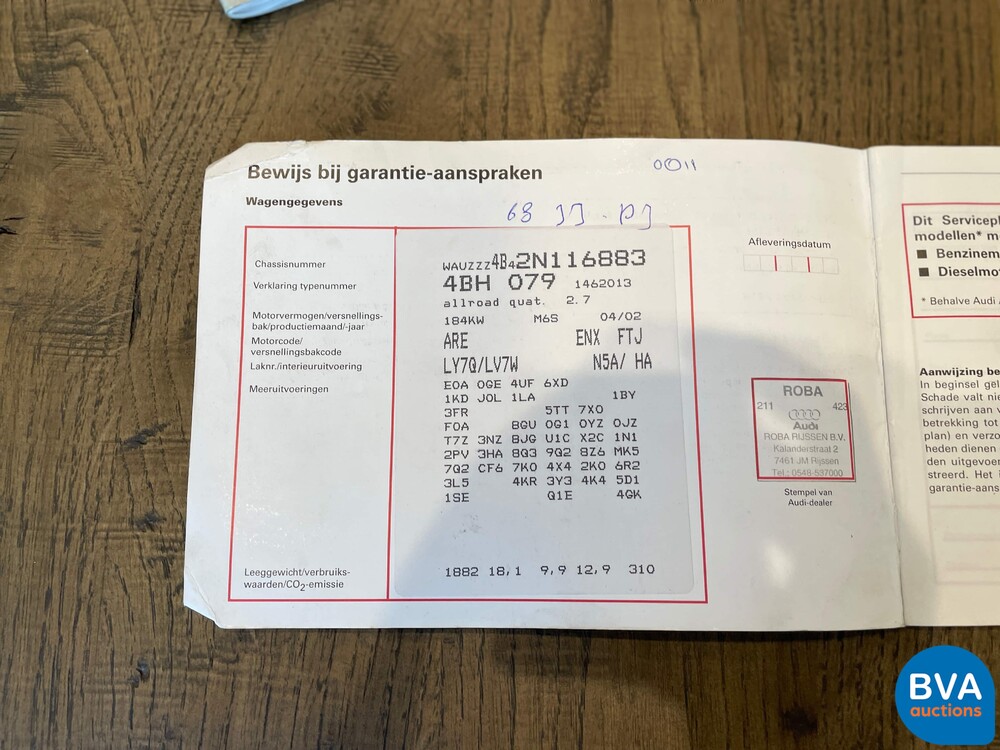 Bewijs bij garantie-aanspraken
Wagengegevens
Chassisnummer
WAUZZZ4B42N116883
Verklaring typenummer
4BH 079 1462013
allroad quat. 2.7
Motorvermogen/versnellings-
bak/productiemaand/-jaar
184KW M6S 04/02
Motorcode/
versnellingsbakcode
ARE ENX FTJ
Laknr./interieuruitvoering
LY7Q/LV7W N5A/ HA
Meeruitvoeringen
E0A 0GE 4UF 6XD
1KD J0L 1LA 1BY
3FR 5TT 7X0
F0A 8GU 0G1 0YZ 0JZ
T7Z 3NZ 8JG U1C X2C 1N1
2PV 3HA 8Q3 9Q2 8Z6 MK5
7Q2 CF6 7K0 4X4 2K0 6R2
3L5 4KR 3Y3 4K4 5D1
1SE Q1E 4GK
Leeggewicht/verbruiks-
waarden/CO2-emissie
1882 18,1 9,9 12,9 310
Afleveringsdatum
ROBA
211 423
Audi
ROBA RIJSSEN B.V.
Kalanderstraat 2
7461 JM Rijssen
Tel.: 0548-537000
Stempel van
Audi-dealer
Dit Servicepl
modellen* m
■ Benzinem
■ Dieselmo
* Behalve Audi
Aanwijzing be
In beginsel gel
Schade valt nie
schrijven aan v
betrekking tot
plan) en verzo
heden dienen
den uitgevoer
streerd. Het i
garantie-aans
BVA
auctions